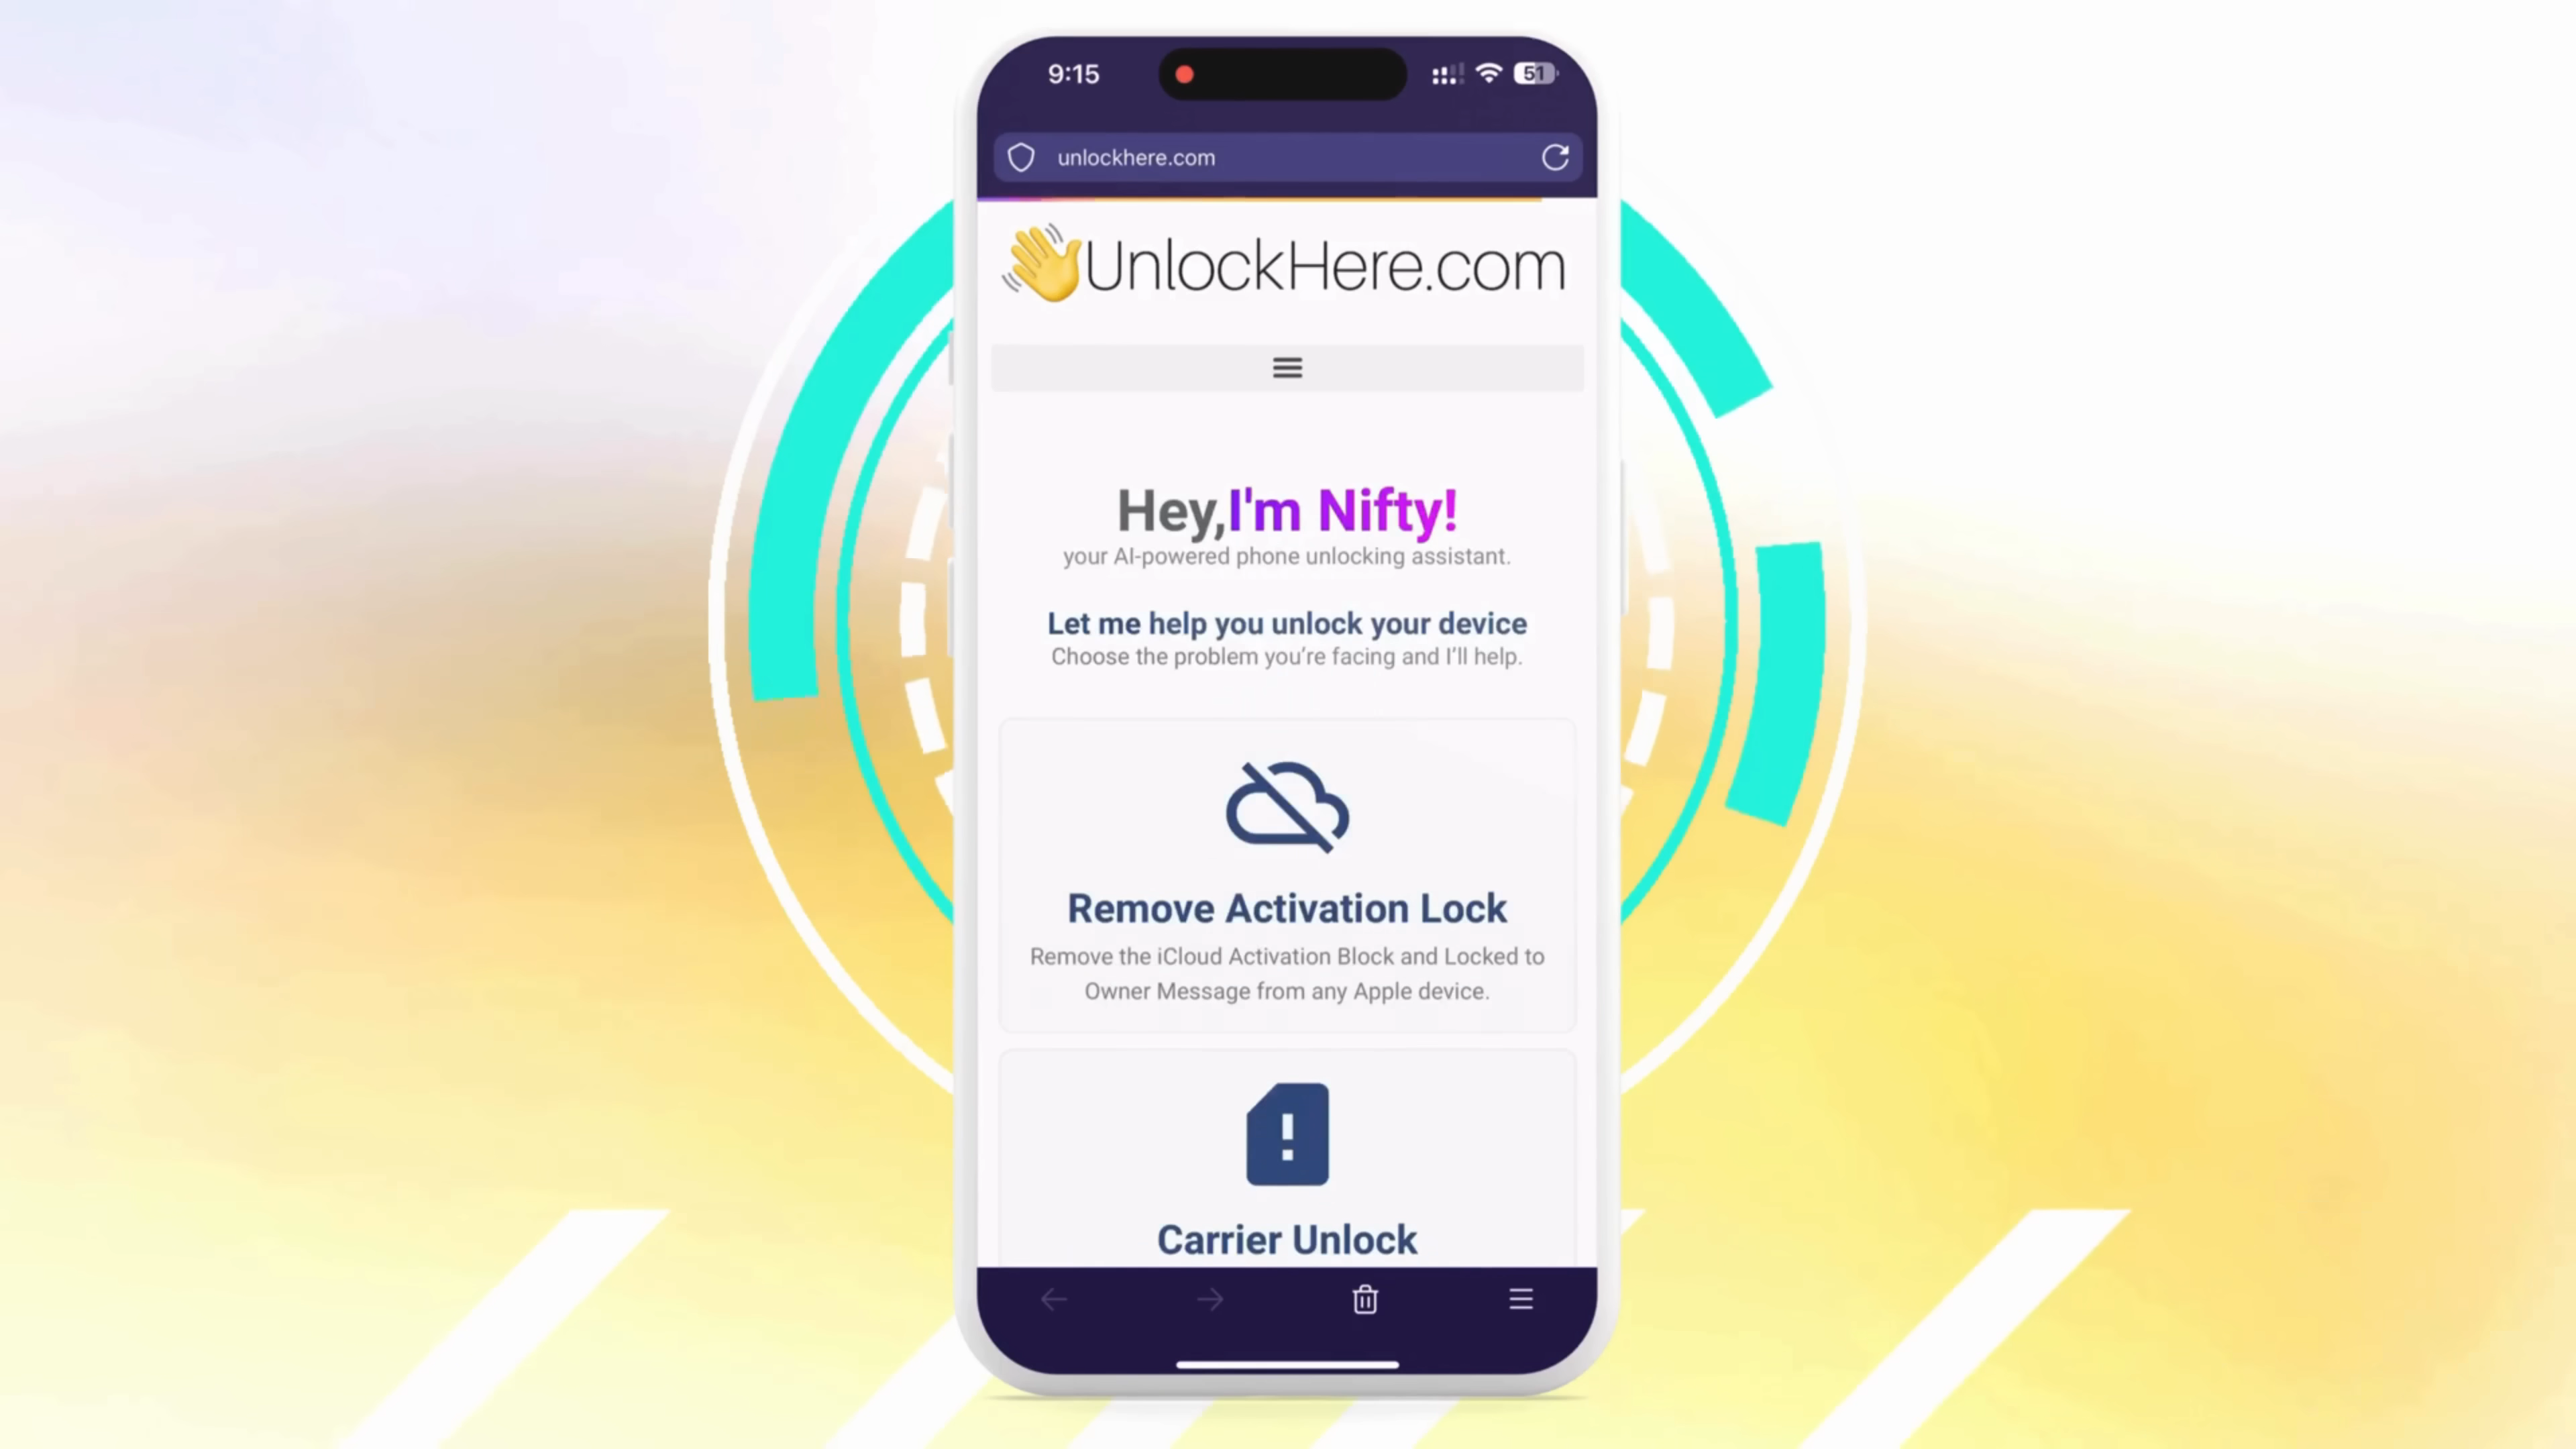 9:15
51
unlockhere.com
UnlockHere.com
Hey,I'm Nifty!
your AI-powered phone unlocking assistant.
Let me help you unlock your device
Choose the problem you're facing and I'll help.
Remove Activation Lock
Remove the iCloud Activation Block and Locked to
Owner Message from any Apple device.
Carrier Unlock